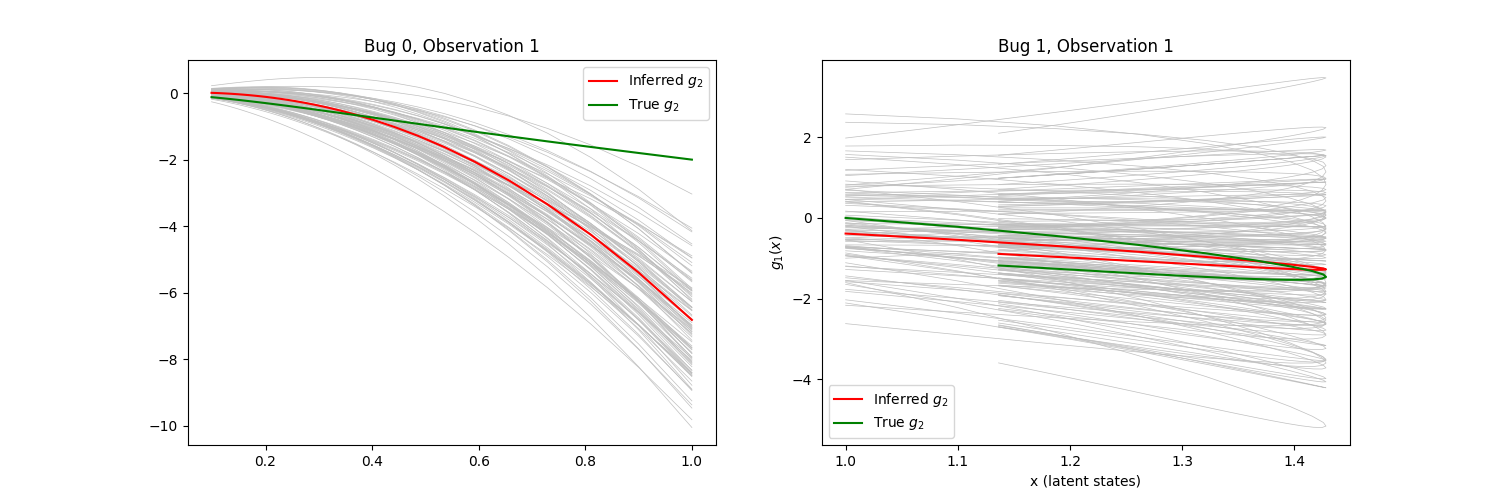 Bug 0, Observation 1
Inferred g₂
True g₂
0
−2
−4
−6
−8
−10
0.2 0.4 0.6 0.8 1.0
Bug 1, Observation 1
g₁(x)
2
0
−2
−4
Inferred g₂
True g₂
1.0 1.1 1.2 1.3 1.4
x (latent states)